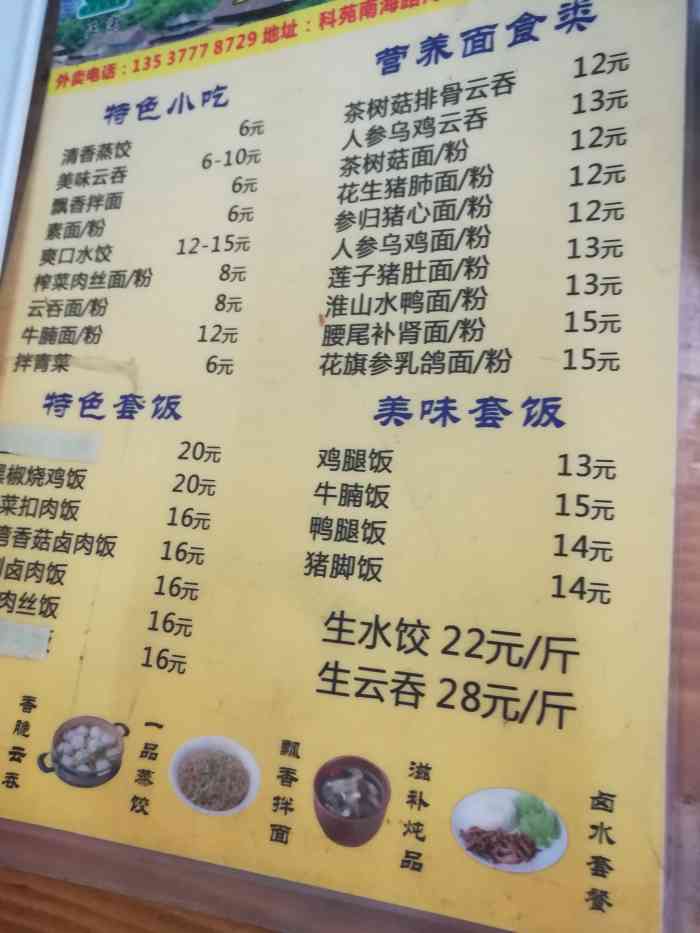 外卖电话：13537778729 地址：科苑南海路
特色小吃
清香蒸饺 6元
美味云吞 6-10元
飘香拌面 6元
素面/粉 6元
爽口水饺 12-15元
榨菜肉丝面/粉 8元
云吞面/粉 8元
牛腩面/粉 12元
拌青菜 6元
营养面食类
茶树菇排骨云吞
人参乌鸡云吞
茶树菇面/粉
花生猪肺面/粉
参归猪心面/粉
人参乌鸡面/粉
莲子猪肚面/粉
淮山水鸭面/粉
腰尾补肾面/粉
花旗参乳鸽面/粉
12元
13元
12元
12元
12元
13元
13元
15元
15元
特色套饭
20元
黑椒烧鸡饭 20元
菜扣肉饭 16元
湾香菇卤肉饭 16元
卤肉饭 16元
肉丝饭 16元
16元
美味套饭
鸡腿饭 13元
牛腩饭 15元
鸭腿饭 14元
猪脚饭 14元
生水饺 22元/斤
生云吞 28元/斤
香脆云吞
一品蒸饺
飘香拌面
滋补炖品
卤水套餐